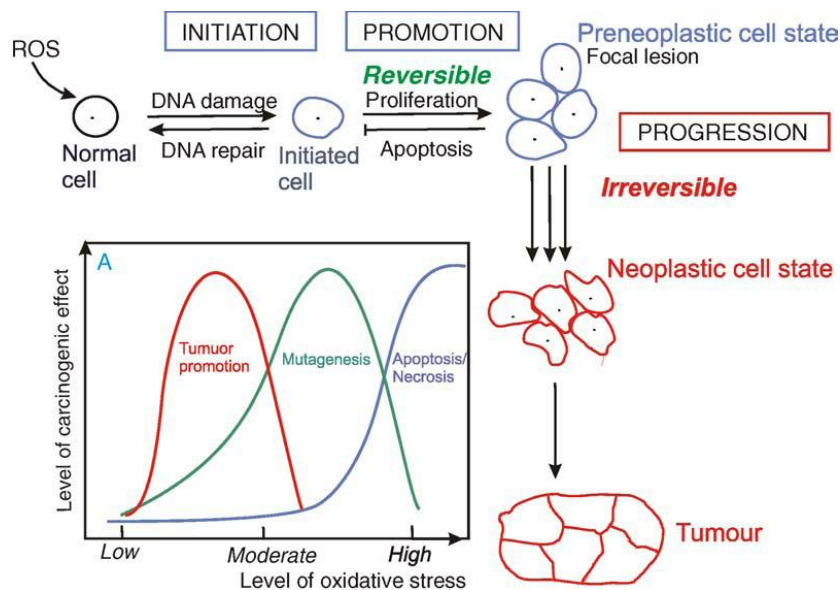 INITIATION
PROMOTION
Preneoplastic cell state
Focal lesion
ROS
Reversible
DNA damage
Proliferation
DNA repair
Apoptosis
Normal
cell
Initiated
cell
PROGRESSION
Irreversible
Neoplastic cell state
Tumour
A
Level of carcinogenic effect
Tumuor
promotion
Mutagenesis
Apoptosis/
Necrosis
Low
Moderate
High
Level of oxidative stress